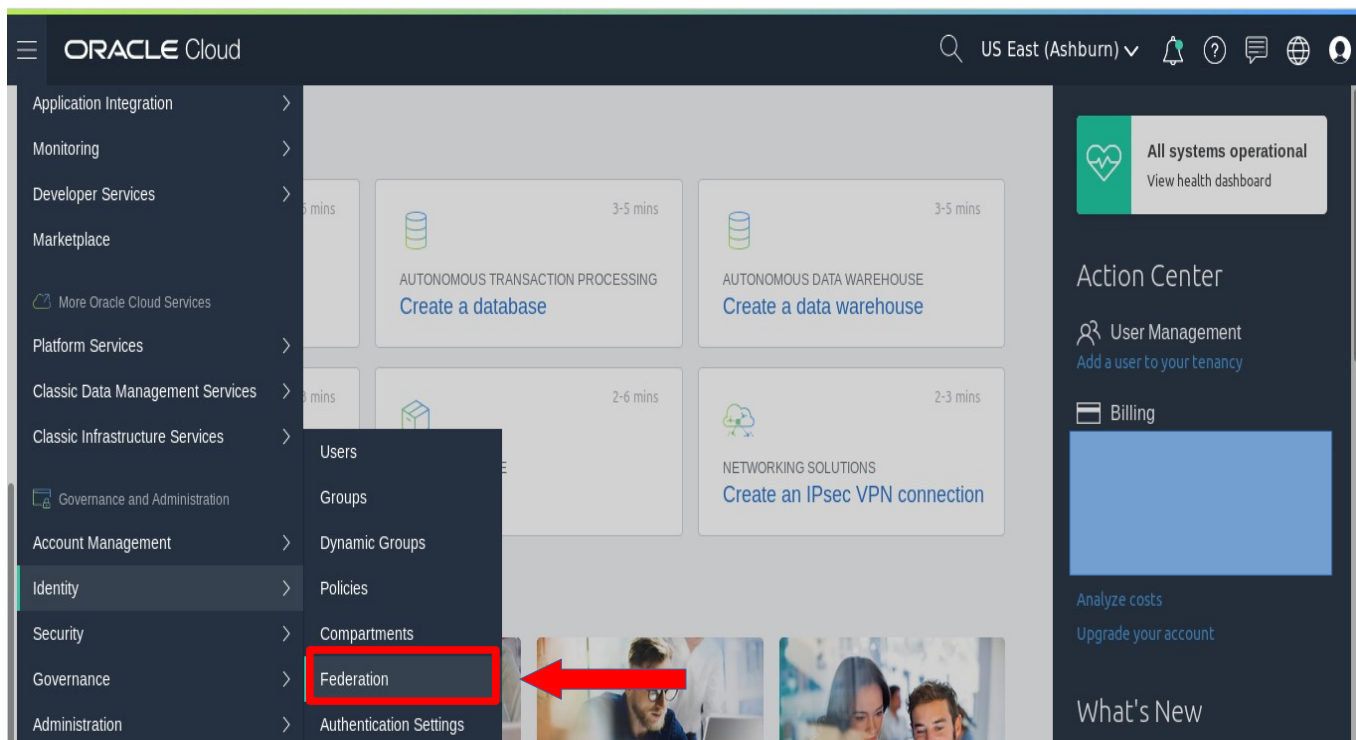 ORACLE Cloud
US East (Ashburn)
Application Integration
Monitoring
Developer Services
Marketplace
More Oracle Cloud Services
Platform Services
Classic Data Management Services
Classic Infrastructure Services
Governance and Administration
Account Management
Identity
Security
Governance
Administration
Users
Groups
Dynamic Groups
Policies
Compartments
Federation
Authentication Settings
mins
3-5 mins
AUTONOMOUS TRANSACTION PROCESSING
Create a database
3-5 mins
AUTONOMOUS DATA WAREHOUSE
Create a data warehouse
mins
2-6 mins
E
2-3 mins
NETWORKING SOLUTIONS
Create an IPsec VPN connection
All systems operational
View health dashboard
Action Center
User Management
Add a user to your tenancy
Billing
Analyze costs
Upgrade your account
What's New